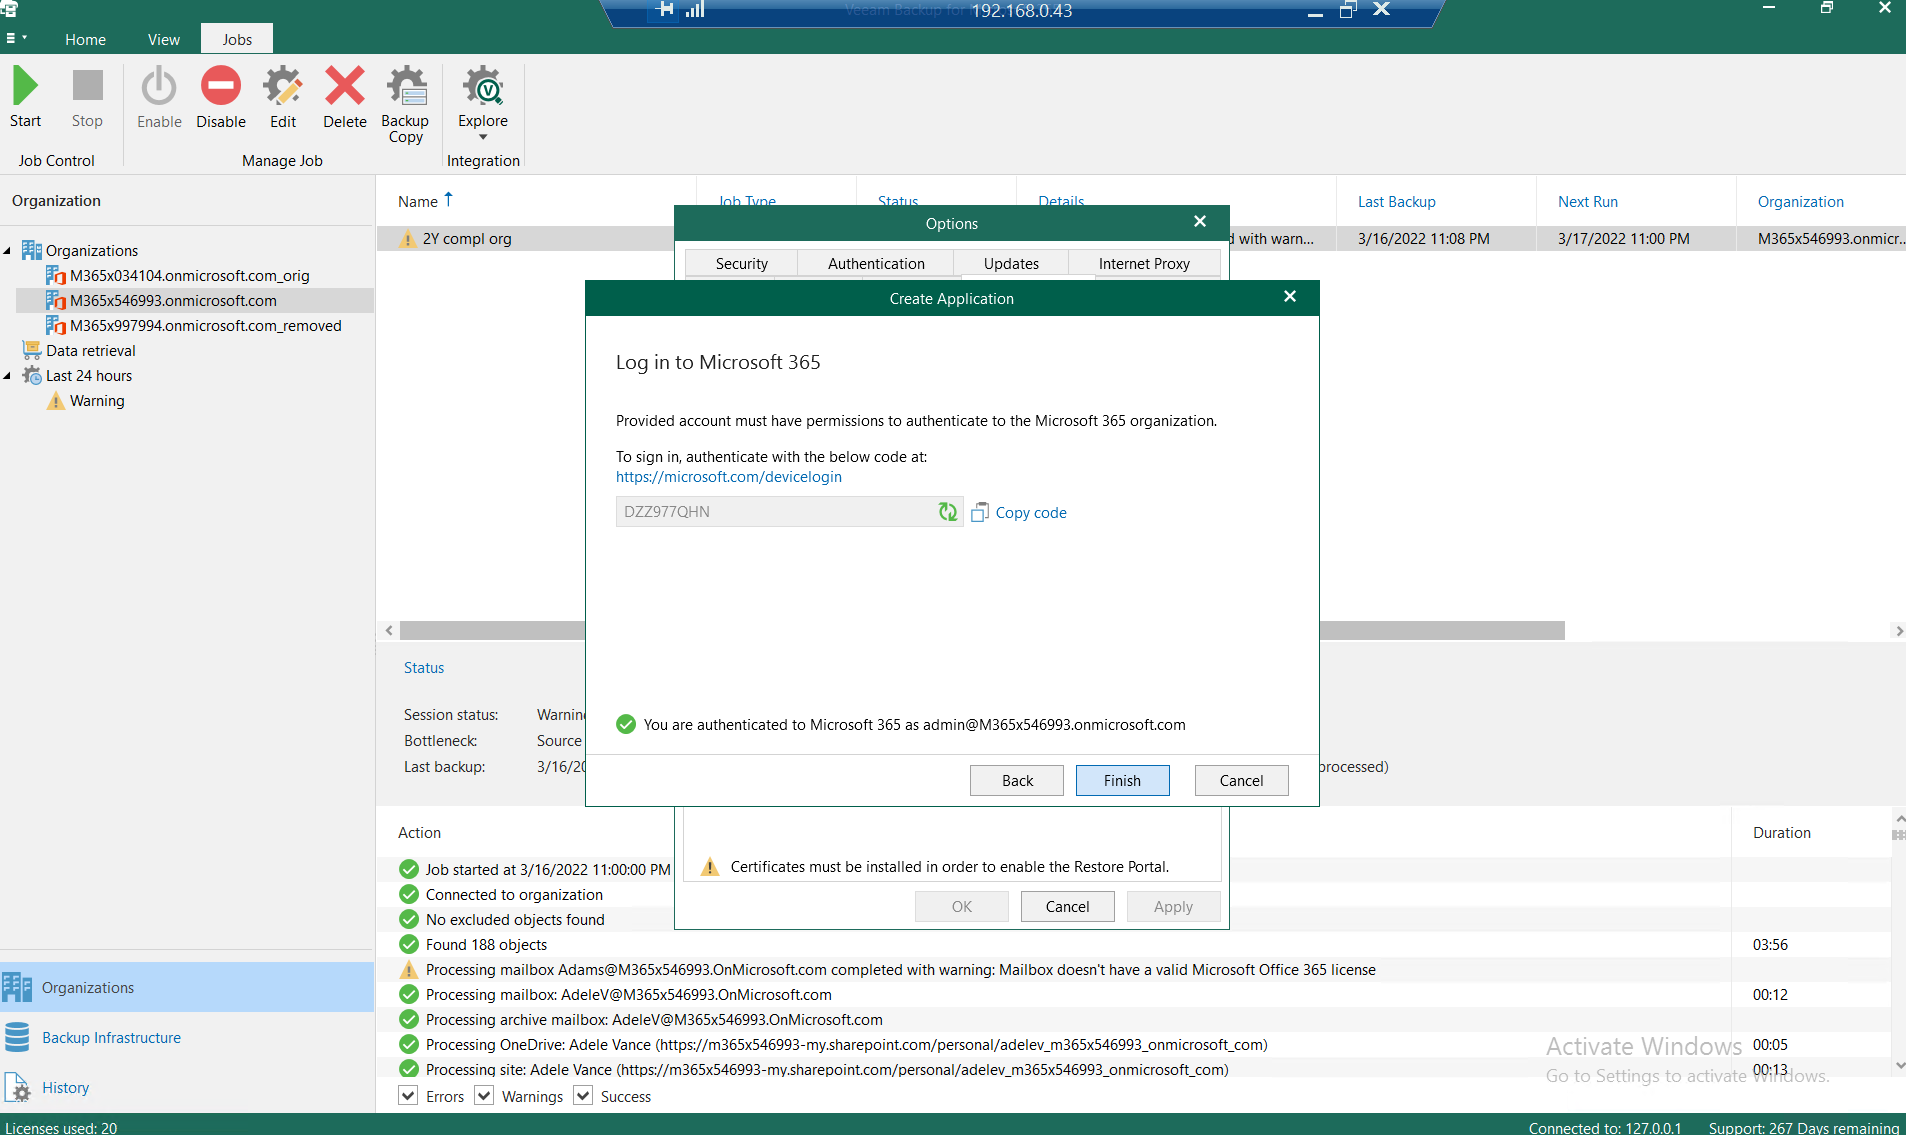 Veeam Backup for
192.168.0.43
Home
View
Jobs
Start
Stop
Enable
Disable
Edit
Delete
Backup
Copy
Explore
Job Control
Manage Job
Integration
Organization
Organizations
M365x034104.onmicrosoft.com_orig
M365x546993.onmicrosoft.com
M365x997994.onmicrosoft.com_removed
Data retrieval
Last 24 hours
Warning
Name
Job Type
Status
Details
Last Backup
Next Run
Organization
2Y compl org
d with warn...
3/16/2022 11:08 PM
3/17/2022 11:00 PM
M365x546993.onmicr...
Options
Security
Authentication
Updates
Internet Proxy
Create Application
Log in to Microsoft 365
Provided account must have permissions to authenticate to the Microsoft 365 organization.
To sign in, authenticate with the below code at:
https://microsoft.com/devicelogin
DZZ977QHN
Copy code
You are authenticated to Microsoft 365 as admin@M365x546993.onmicrosoft.com
Back
Finish
Cancel
Status
Session status:
Warnin
Bottleneck:
Source
Last backup:
3/16/20
processed)
Certificates must be installed in order to enable the Restore Portal.
OK
Cancel
Apply
Action
Duration
Job started at 3/16/2022 11:00:00 PM
Connected to organization
No excluded objects found
Found 188 objects
03:56
Processing mailbox Adams@M365x546993.OnMicrosoft.com completed with warning: Mailbox doesn't have a valid Microsoft Office 365 license
Processing mailbox: AdeleV@M365x546993.OnMicrosoft.com
00:12
Processing archive mailbox: AdeleV@M365x546993.OnMicrosoft.com
Processing OneDrive: Adele Vance (https://m365x546993-my.sharepoint.com/personal/adelev_m365x546993_onmicrosoft_com)
00:05
Processing site: Adele Vance (https://m365x546993-my.sharepoint.com/personal/adelev_m365x546993_onmicrosoft_com)
00:13
Errors
Warnings
Success
Organizations
Backup Infrastructure
History
Activate Windows
Go to Settings to activate Windows.
Licenses used: 20
Connected to: 127.0.0.1
Support: 267 Days remaining